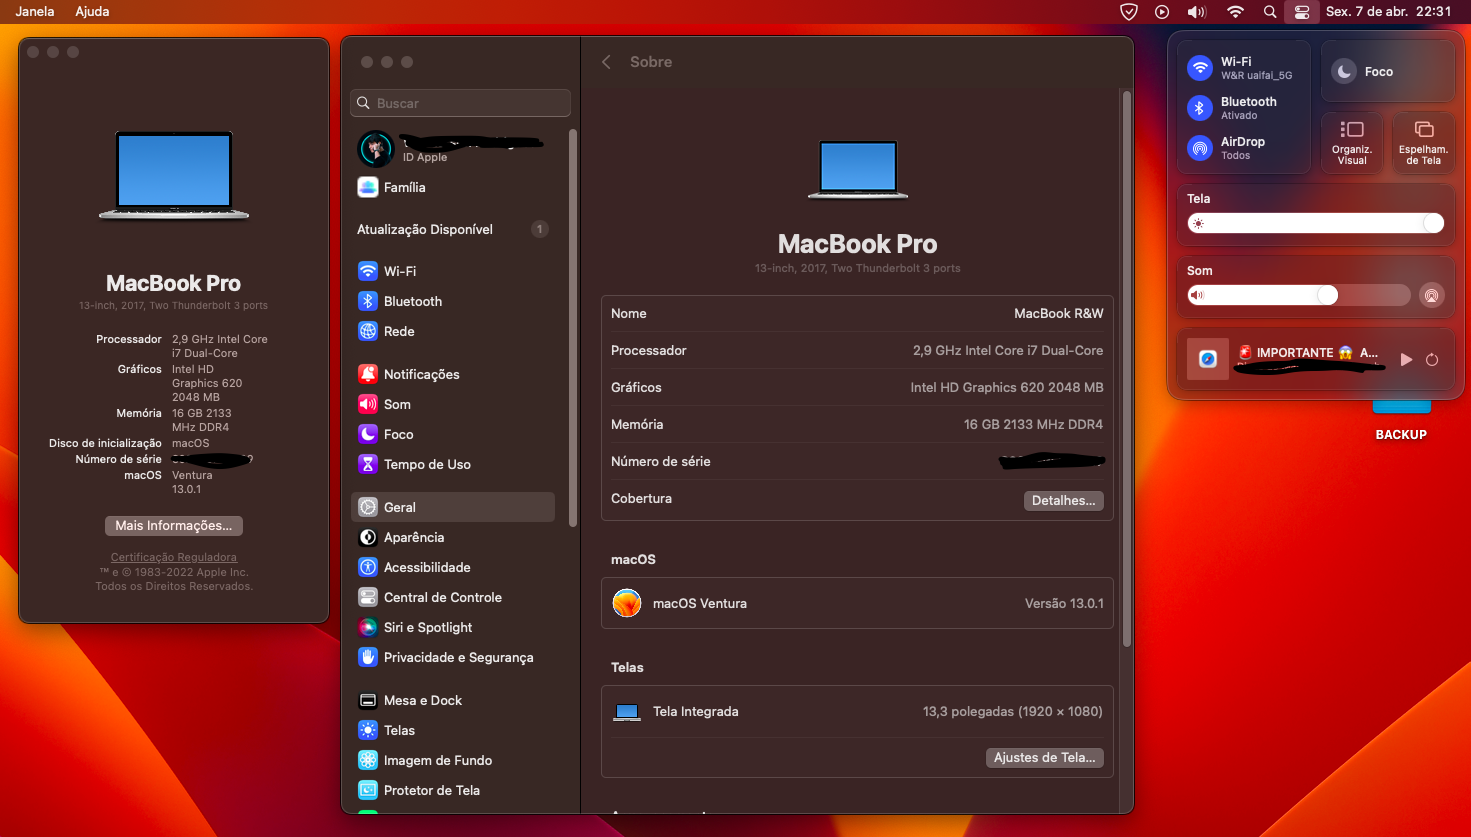 Janela Ajuda
Sex. 7 de abr. 22:31
MacBook Pro
13-inch, 2017, Two Thunderbolt 3 ports
Processador 2,9 GHz Intel Core
i7 Dual-Core
Gráficos Intel HD
Graphics 620
2048 MB
Memória 16 GB 2133
MHz DDR4
Disco de inicialização macOS
Número de série
macOS Ventura
13.0.1
Mais Informações...
Certificação Reguladora
™ e © 1983-2022 Apple Inc.
Todos os Direitos Reservados.
Buscar
ID Apple
Família
Atualização Disponível 1
Wi-Fi
Bluetooth
Rede
Notificações
Som
Foco
Tempo de Uso
Geral
Aparência
Acessibilidade
Central de Controle
Siri e Spotlight
Privacidade e Segurança
Mesa e Dock
Telas
Imagem de Fundo
Protetor de Tela
Sobre
MacBook Pro
13-inch, 2017, Two Thunderbolt 3 ports
Nome MacBook R&W
Processador 2,9 GHz Intel Core i7 Dual-Core
Gráficos Intel HD Graphics 620 2048 MB
Memória 16 GB 2133 MHz DDR4
Número de série
Cobertura Detalhes...
macOS
macOS Ventura Versão 13.0.1
Telas
Tela Integrada 13,3 polegadas (1920 × 1080)
Ajustes de Tela...
Wi-Fi
W&R uaifai_5G
Bluetooth
Ativado
AirDrop
Todos
Foco
Organiz.
Visual
Espelham.
de Tela
Tela
Som
🚨 IMPORTANTE 😱 A...
BACKUP